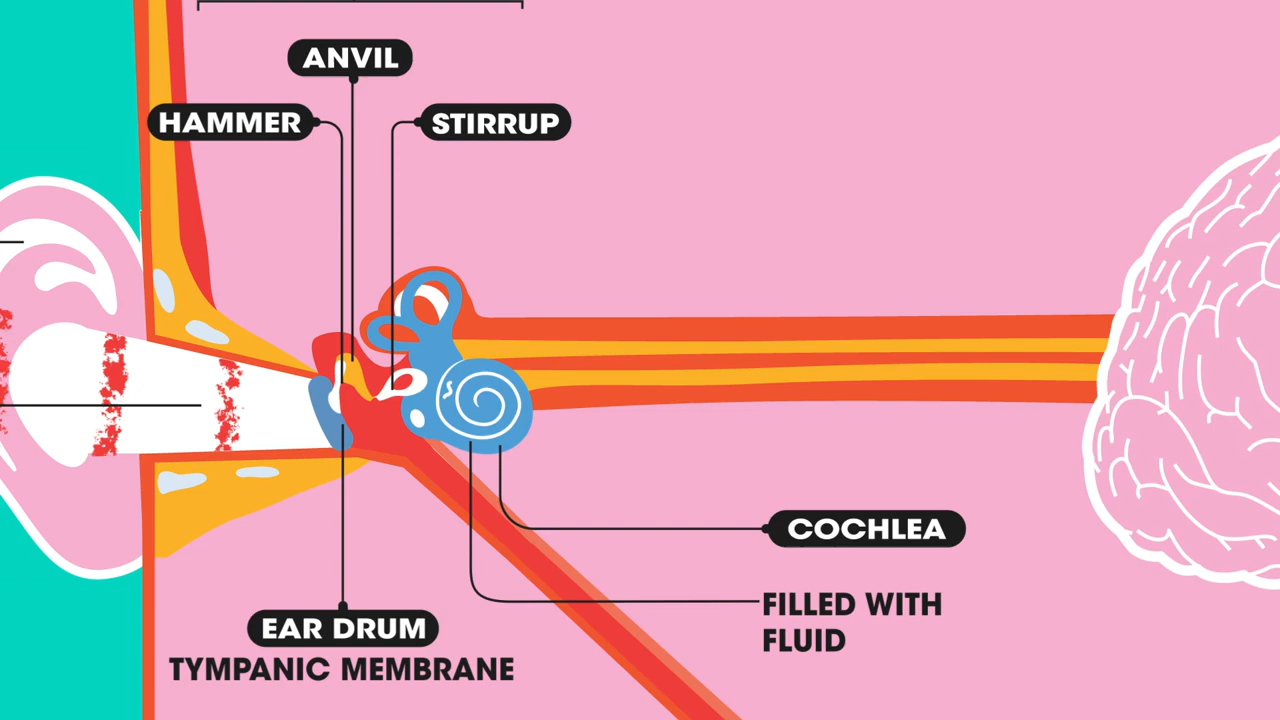 ANVIL
HAMMER
STIRRUP
COCHLEA
FILLED WITH
FLUID
EAR DRUM
TYMPANIC MEMBRANE